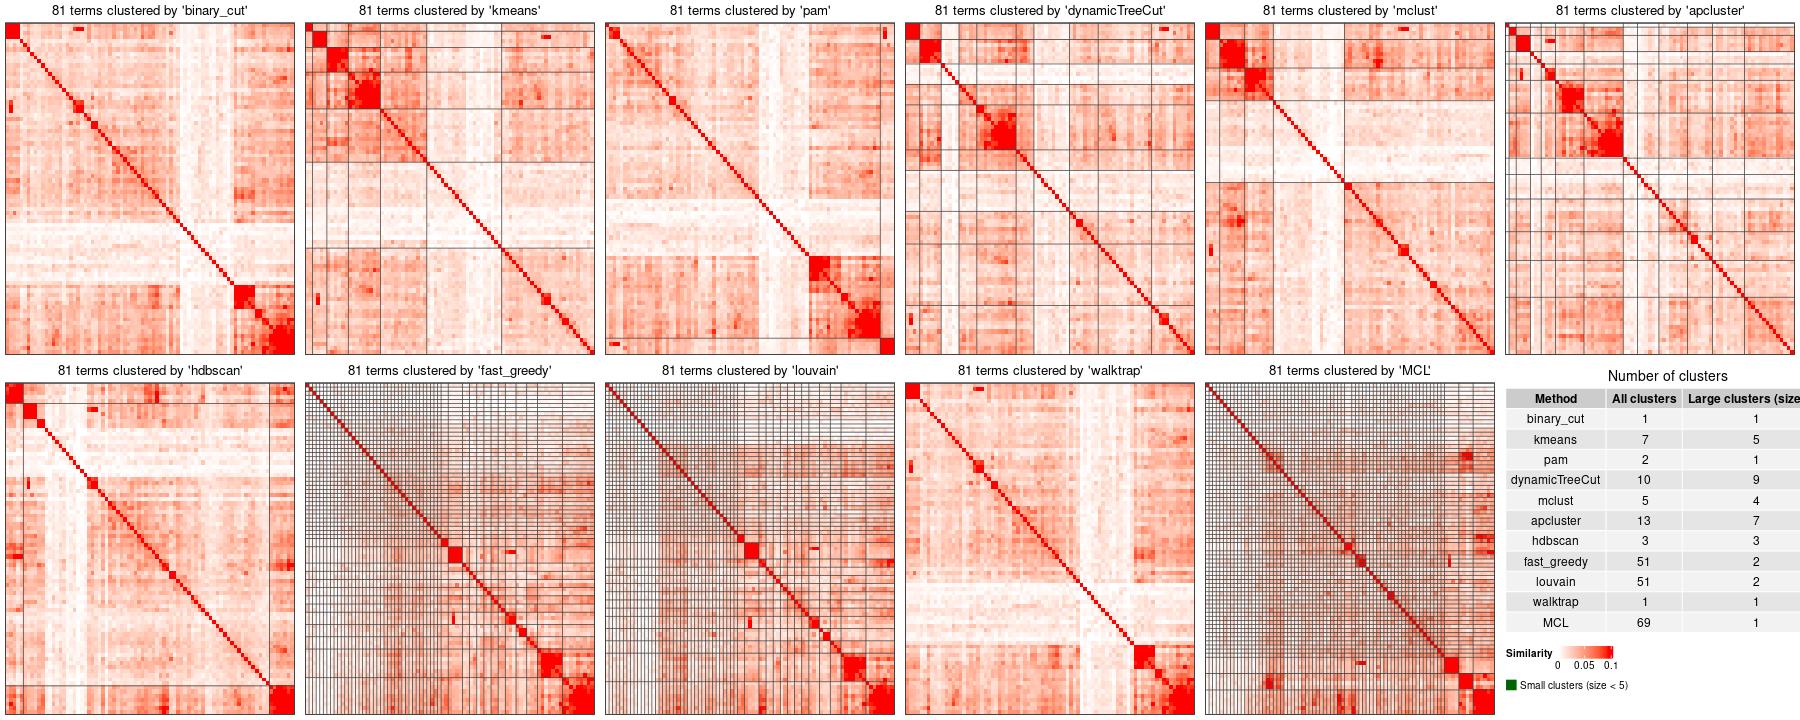 81 terms clustered by 'binary_cut'
81 terms clustered by 'kmeans'
81 terms clustered by 'pam'
81 terms clustered by 'dynamicTreeCut'
81 terms clustered by 'mclust'
81 terms clustered by 'apcluster'
81 terms clustered by 'hdbscan'
81 terms clustered by 'fast_greedy'
81 terms clustered by 'louvain'
81 terms clustered by 'walktrap'
81 terms clustered by 'MCL'
Number of clusters
Method All clusters Large clusters (size
binary_cut 1 1
kmeans 7 5
pam 2 1
dynamicTreeCut 10 9
mclust 5 4
apcluster 13 7
hdbscan 3 3
fast_greedy 51 2
louvain 51 2
walktrap 1 1
MCL 69 1
Similarity
0 0.05 0.1
Small clusters (size < 5)